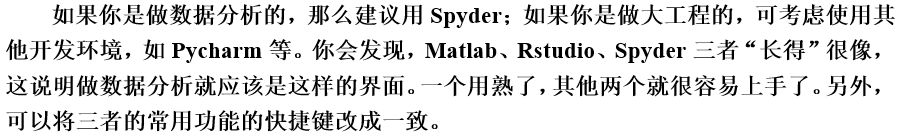 如果你是做数据分析的，那么建议用 Spyder；如果你是做大工程的，可考虑使用其
他开发环境，如 Pycharm 等。你会发现，Matlab、Rstudio、Spyder 三者“长得”很像，
这说明做数据分析就应该是这样的界面。一个用熟了，其他两个就很容易上手了。另外，
可以将三者的常用功能的快捷键改成一致。